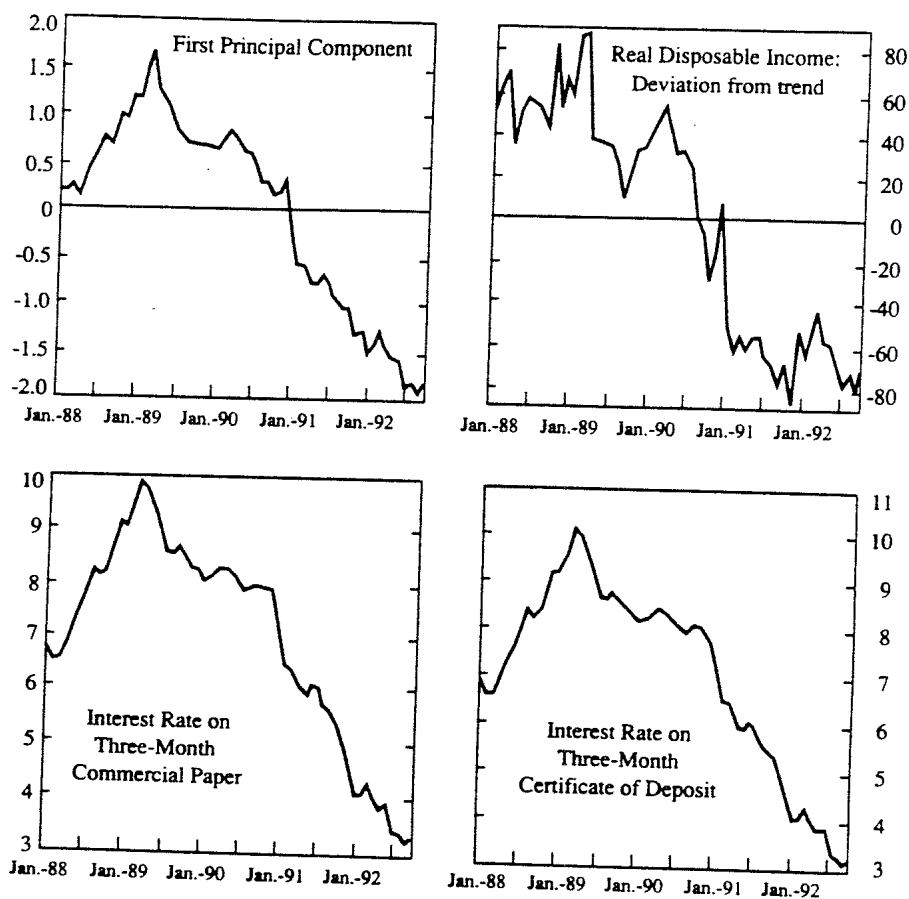 First Principal Component
2.0
1.5
1.0
0.5
0
-0.5
-1.0
-1.5
-2.0
Jan.-88 Jan.-89 Jan.-90 Jan.-91 Jan.-92
Real Disposable Income:
Deviation from trend
80
60
40
20
0
-20
-40
-60
-80
Jan.-88 Jan.-89 Jan.-90 Jan.-91 Jan.-92
10
9
8
7
6
5
4
3
Interest Rate on
Three-Month
Commercial Paper
Jan.-88 Jan.-89 Jan.-90 Jan.-91 Jan.-92
11
10
9
8
7
6
5
4
3
Interest Rate on
Three-Month
Certificate of Deposit
Jan.-88 Jan.-89 Jan.-90 Jan.-91 Jan.-92